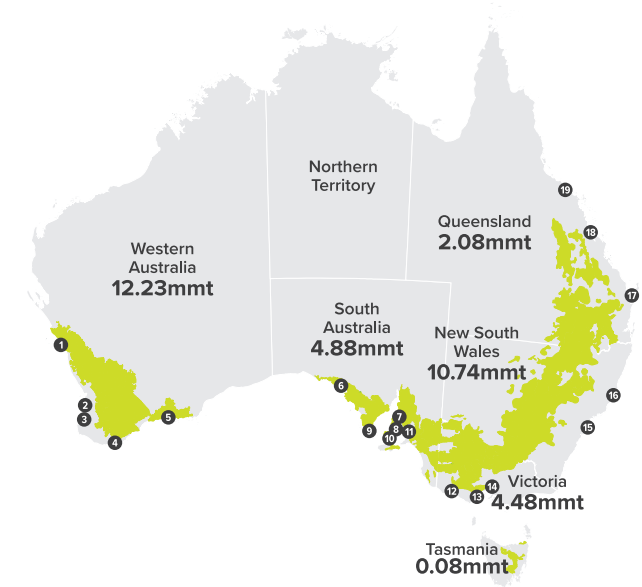 Northern
Territory
19
Queensland
2.08mmt
18
Western
Australia
12.23mmt
17
South
Australia
4.88mmt
New South
Wales
10.74mmt
1
6
16
2
3
7
5
8
9
10
11
15
4
12
13
14
Victoria
4.48mmt
Tasmania
0.08mmt